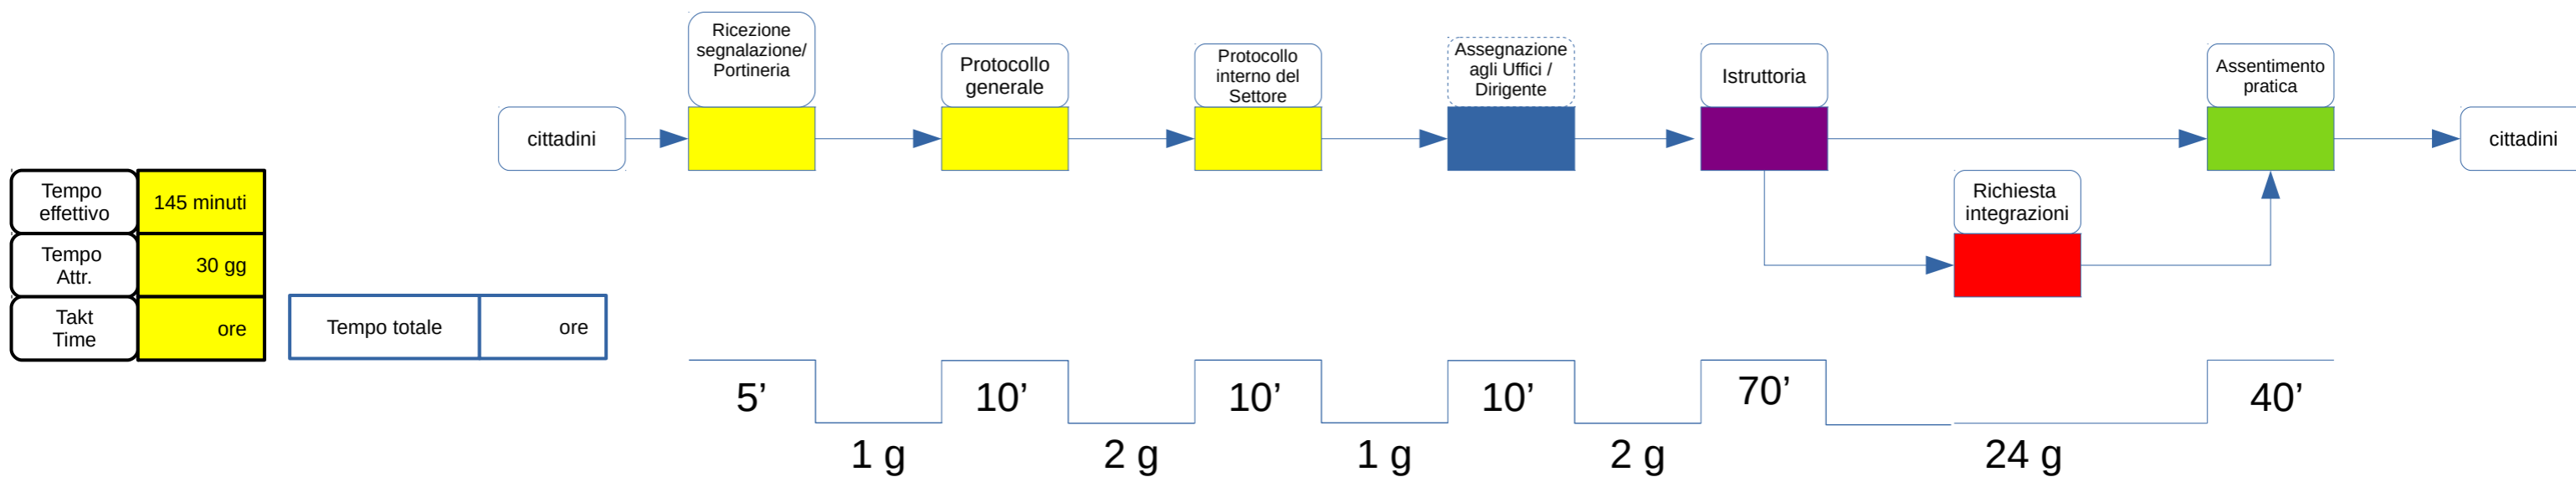 Ricezione
segnalazione/
Portineria
Protocollo
generale
Protocollo
interno del
Settore
Assegnazione
agli Uffici /
Dirigente
Istruttoria
Assentimento
pratica
cittadini
cittadini
Richiesta
integrazioni
Tempo
effettivo
145 minuti
Tempo
Attr.
30 gg
Takt
Time
ore
Tempo totale
ore
5’
10’
10’
10’
70’
40’
1 g
2 g
1 g
2 g
24 g